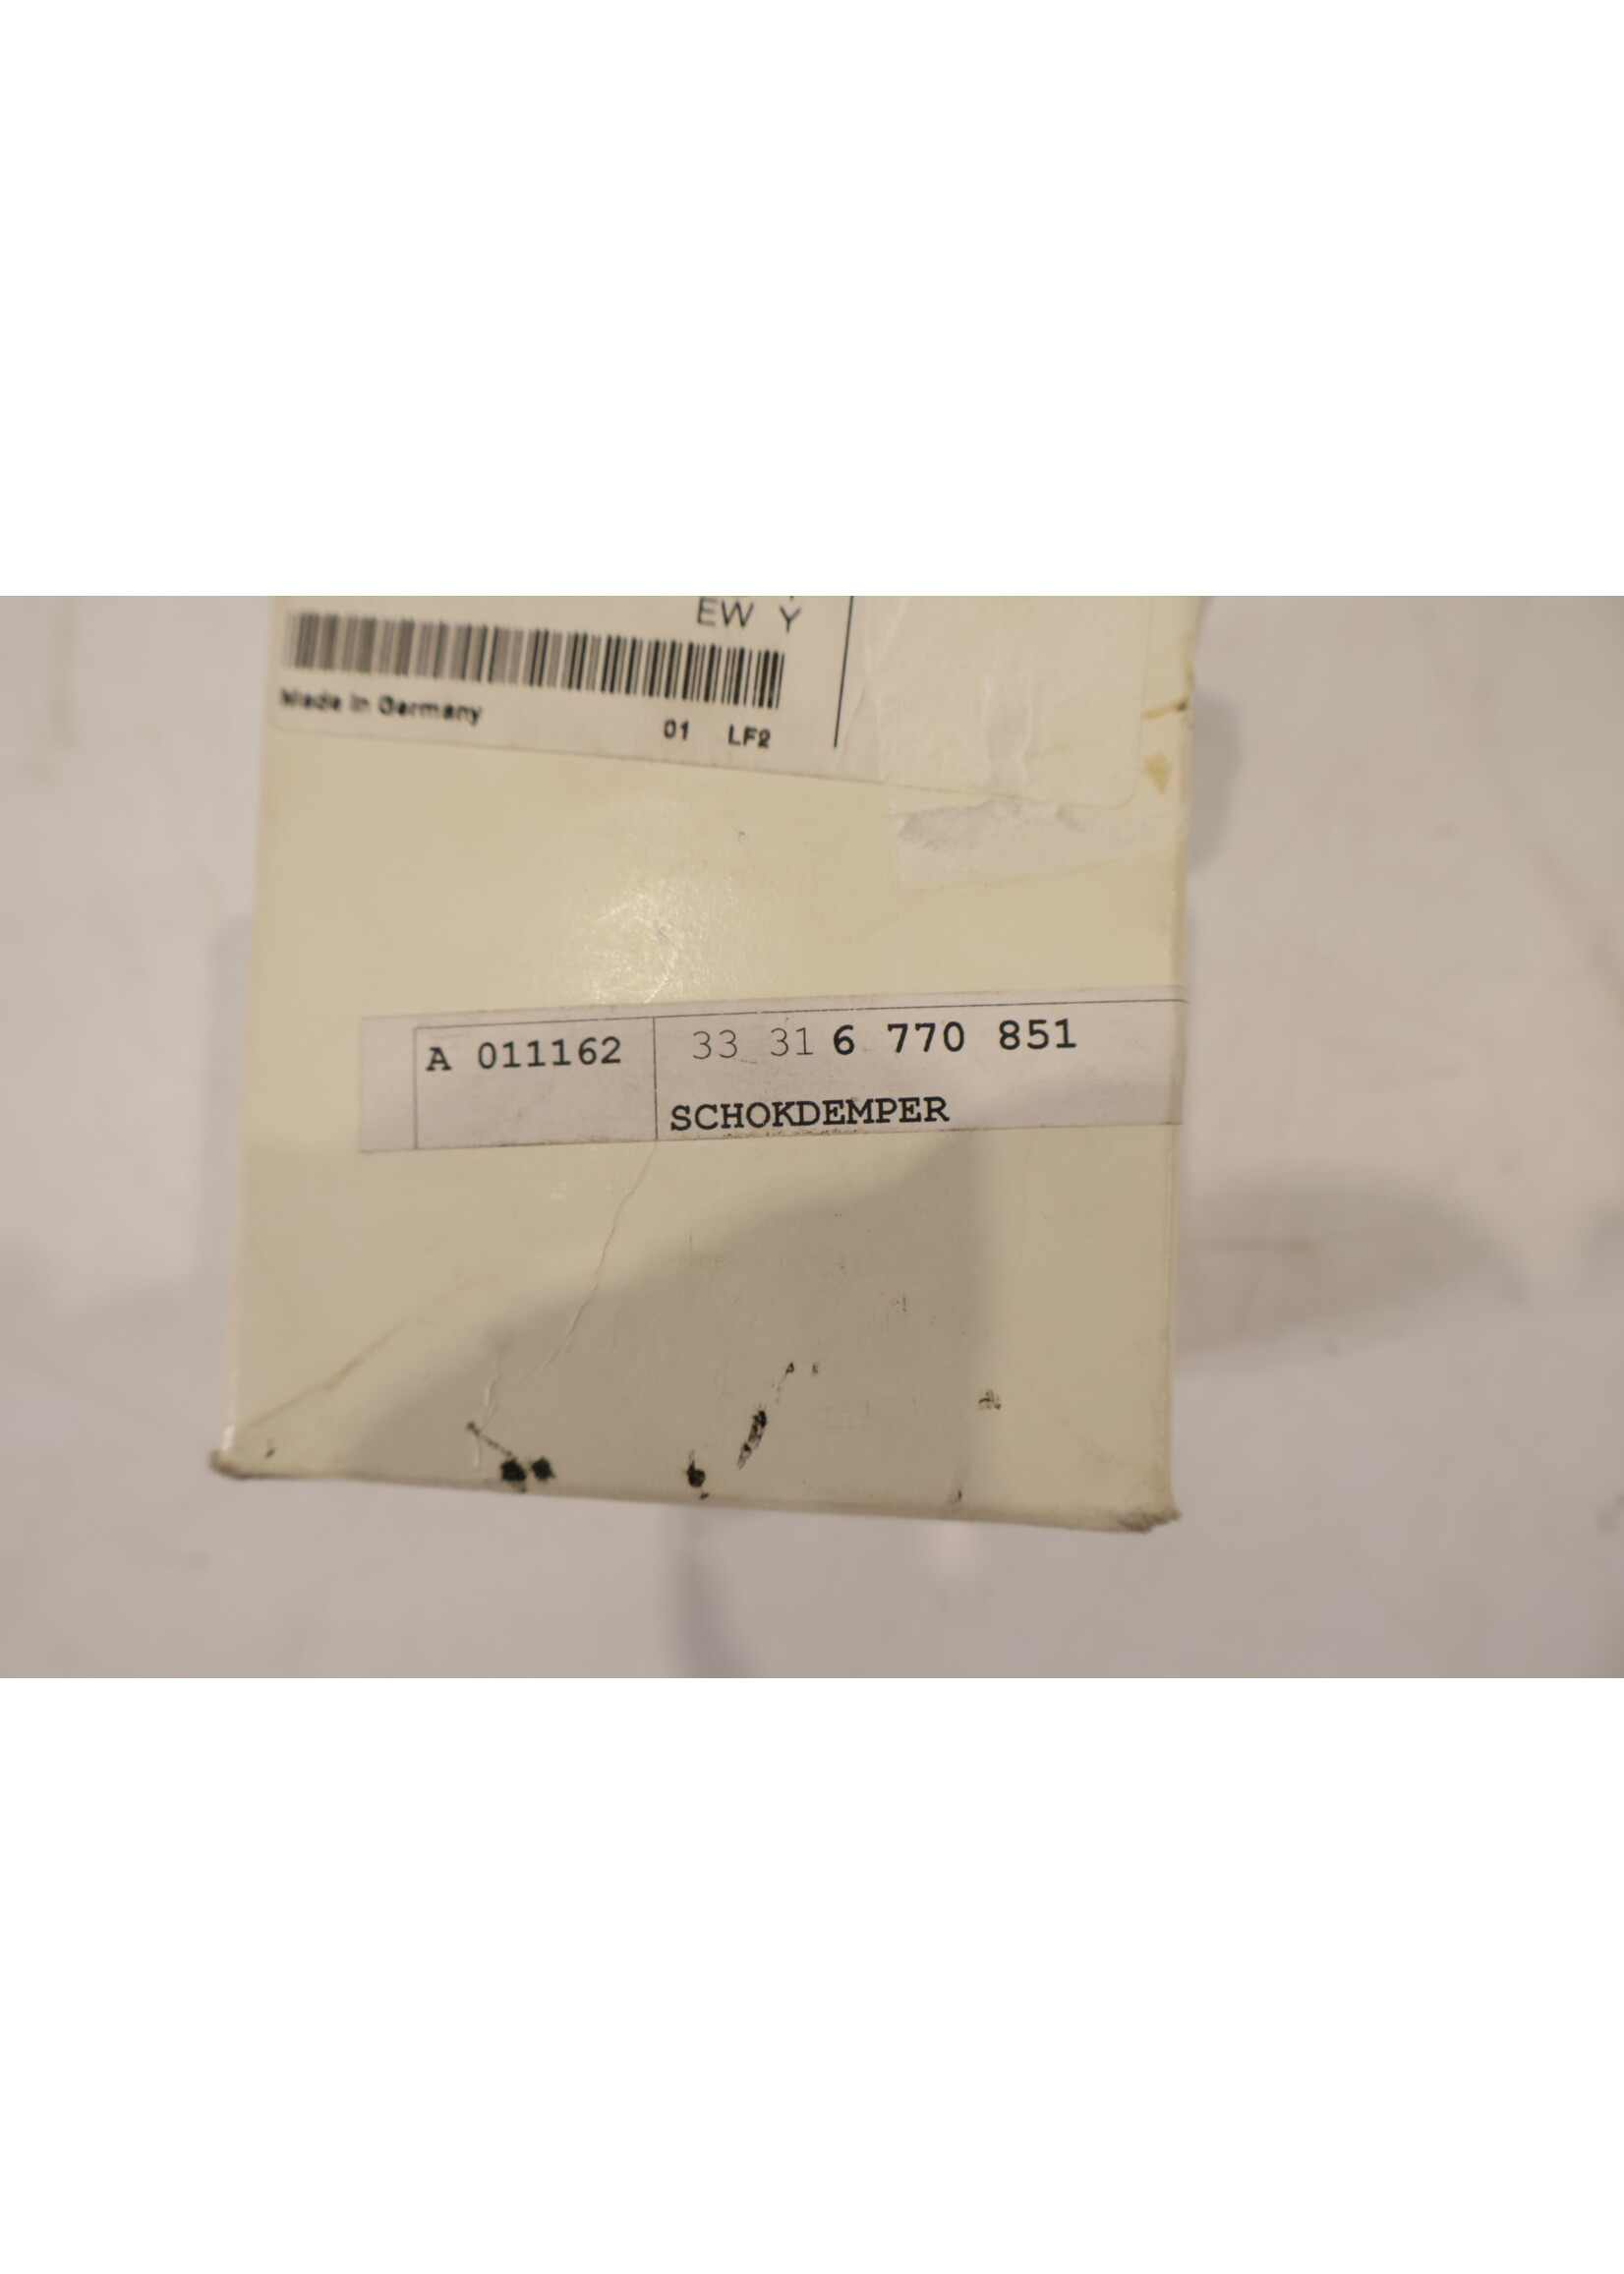 EW Y
Made in Germany
01 LF2
A 011162
33 31 6 770 851
SCHOKDEMPER